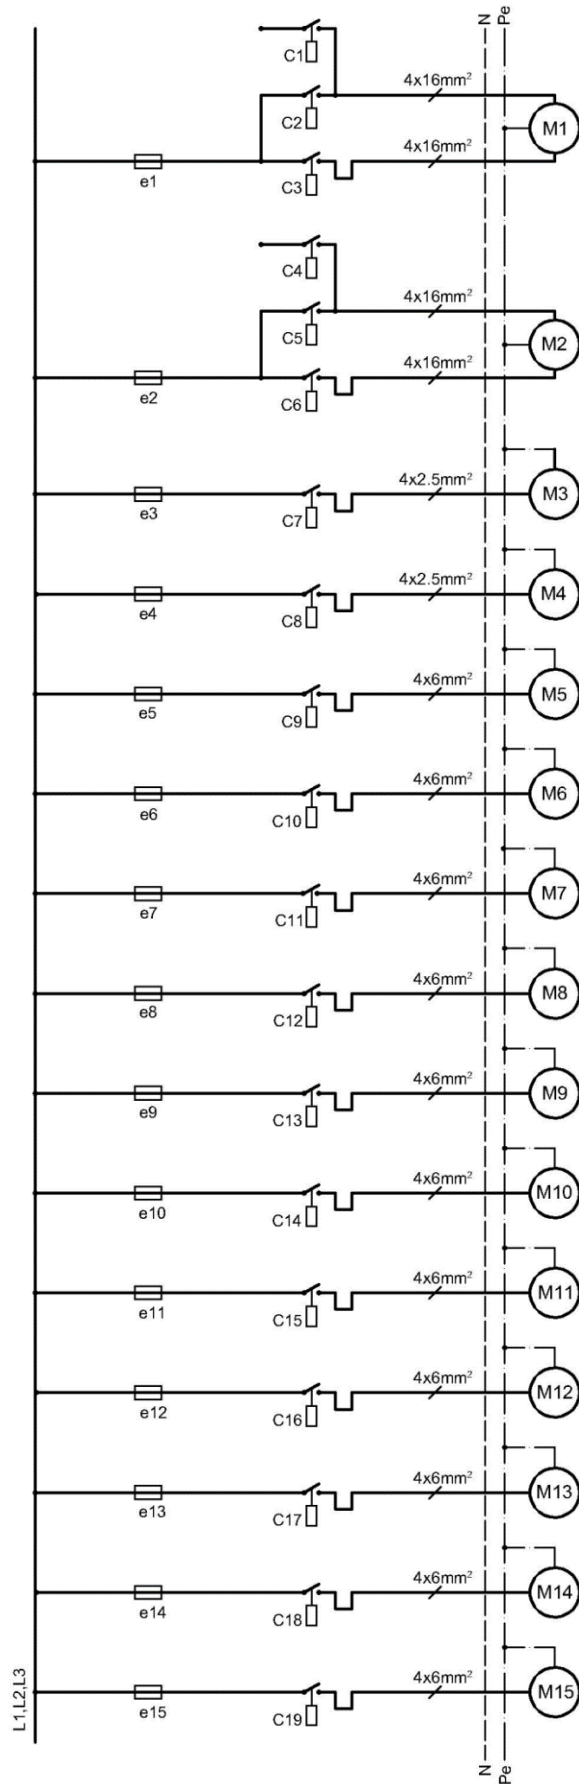 N
Pe
C1
4x16mm²
C2
M1
4x16mm²
e1
C3
C4
4x16mm²
C5
M2
4x16mm²
e2
C6
4x2.5mm²
M3
e3
C7
4x2.5mm²
M4
e4
C8
4x6mm²
M5
e5
C9
4x6mm²
M6
e6
C10
4x6mm²
M7
e7
C11
4x6mm²
M8
e8
C12
4x6mm²
M9
e9
C13
4x6mm²
M10
e10
C14
4x6mm²
M11
e11
C15
4x6mm²
M12
e12
C16
4x6mm²
M13
e13
C17
4x6mm²
M14
e14
C18
4x6mm²
M15
e15
C19
L1,L2,L3
N
Pe